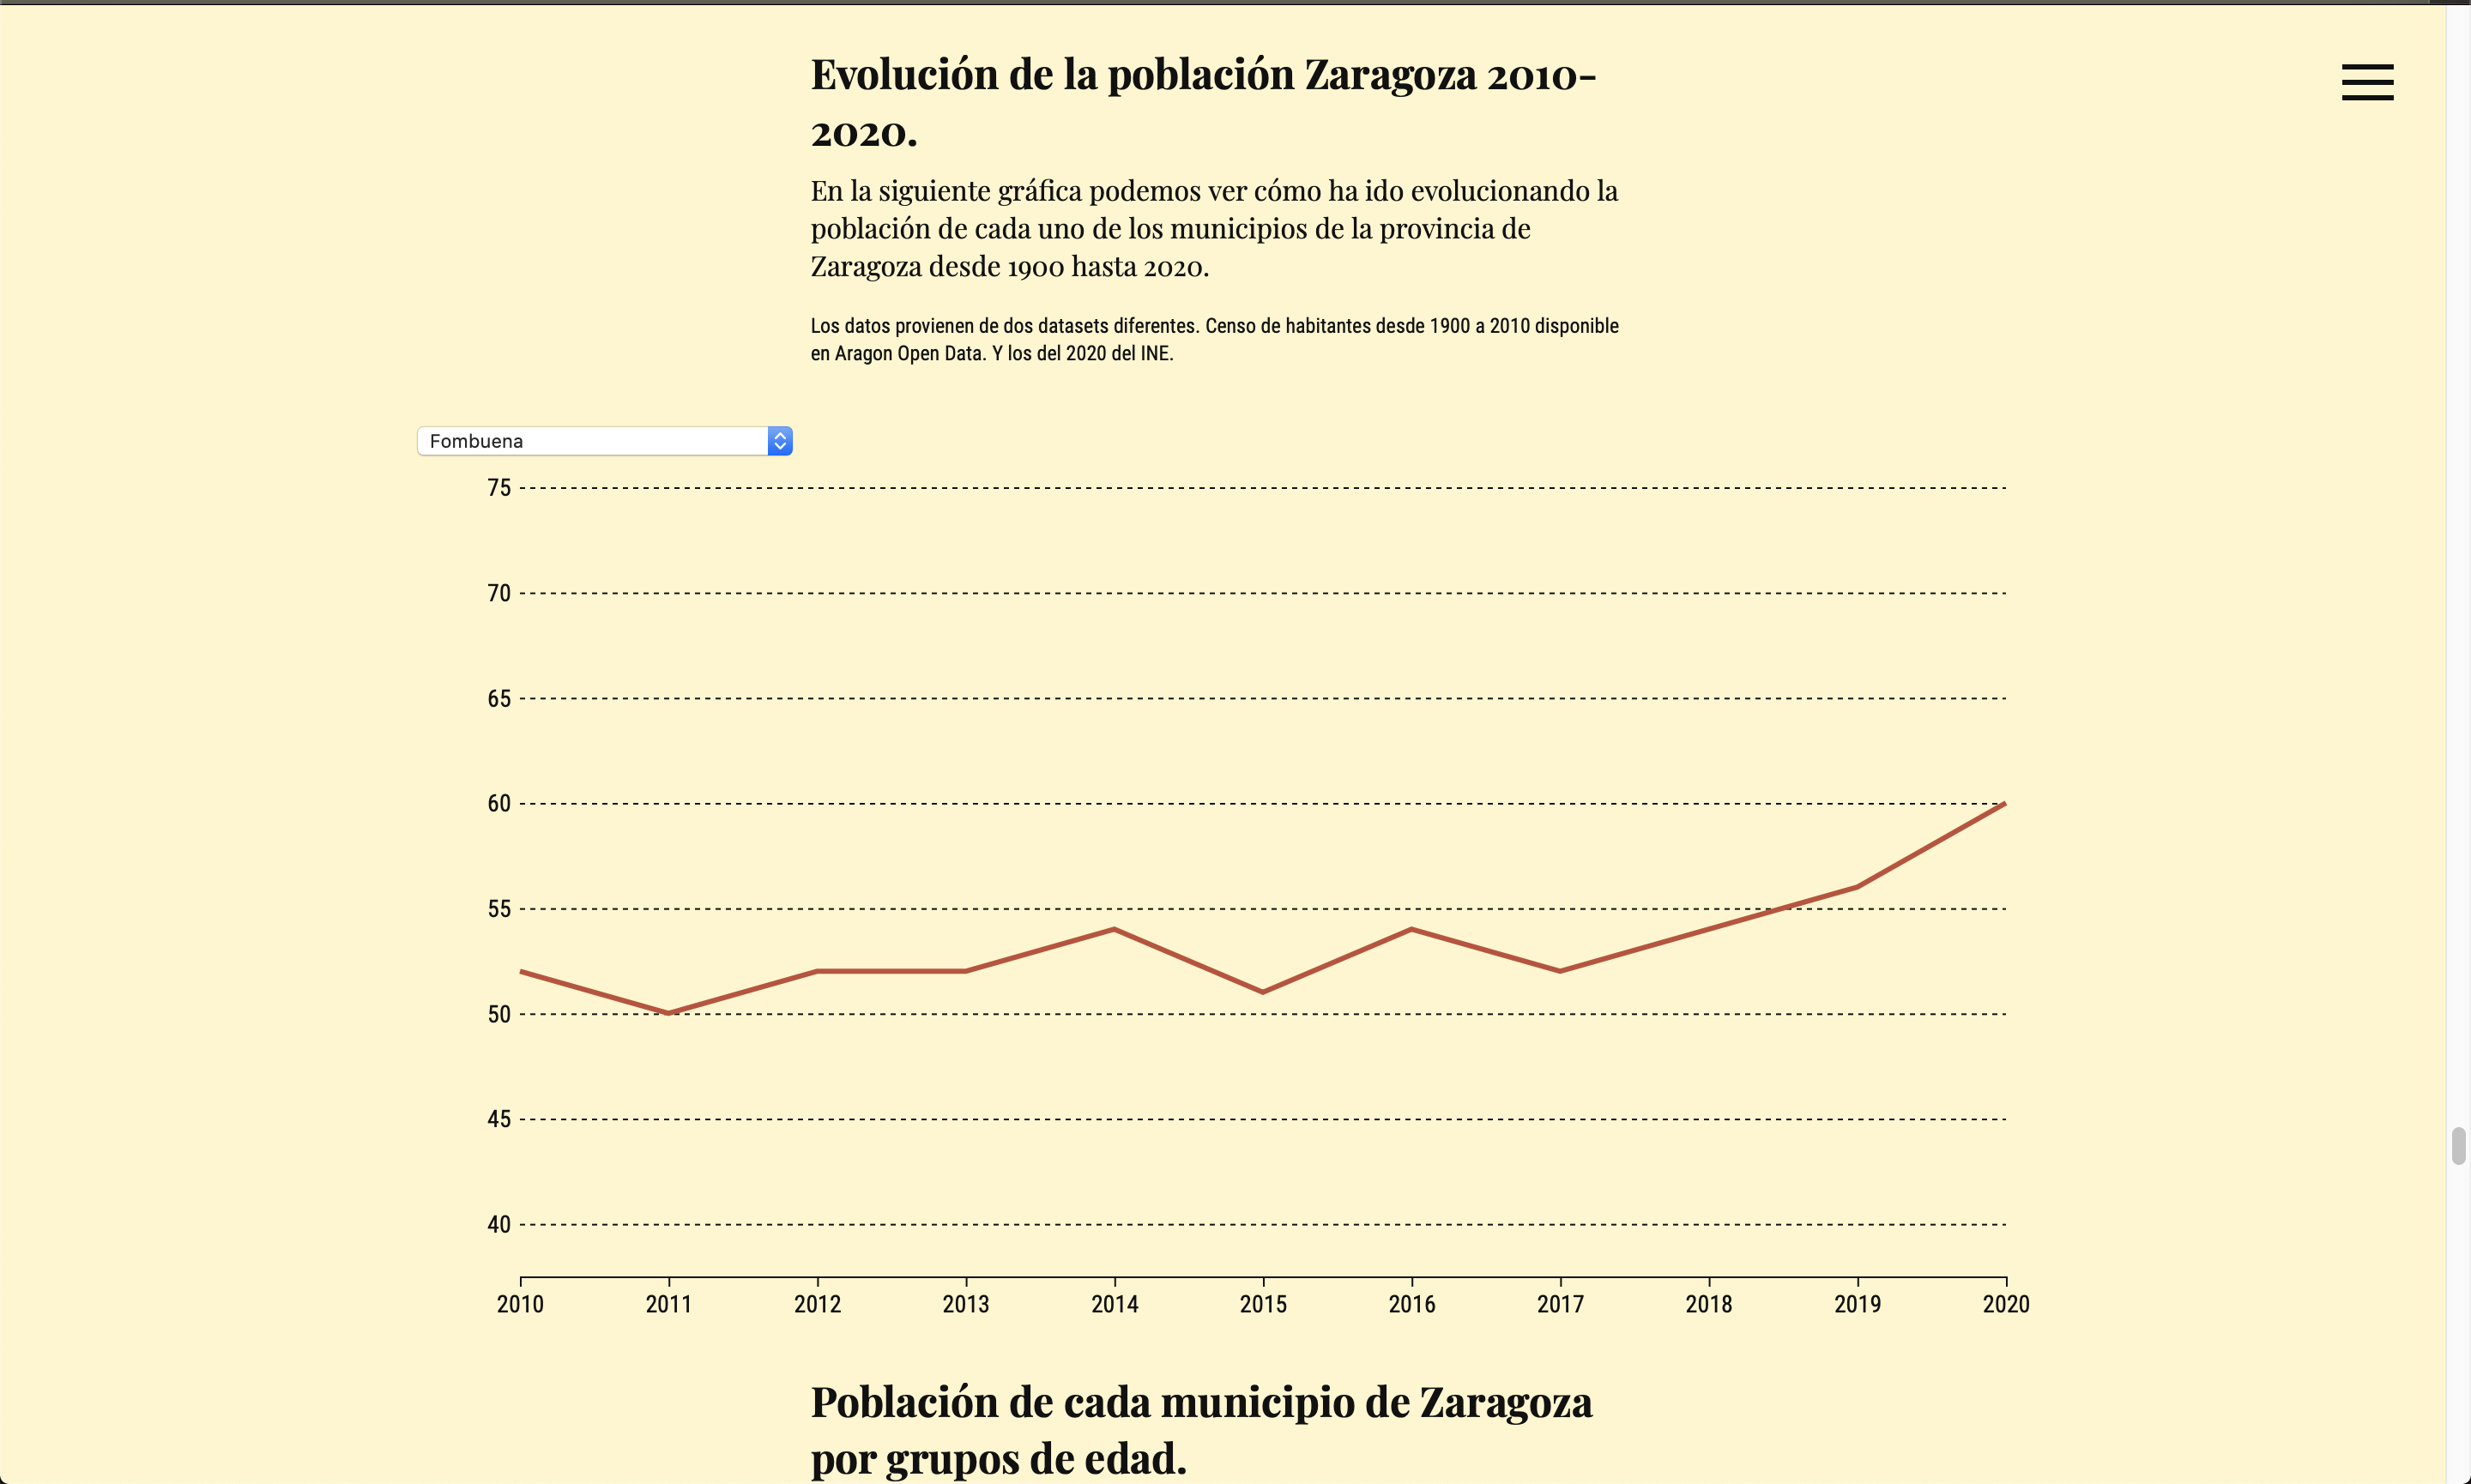 Evolución de la población Zaragoza 2010-
2020.
En la siguiente gráfica podemos ver cómo ha ido evolucionando la
población de cada uno de los municipios de la provincia de
Zaragoza desde 1900 hasta 2020.
Los datos provienen de dos datasets diferentes. Censo de habitantes desde 1900 a 2010 disponible
en Aragon Open Data. Y los del 2020 del INE.
Fombuena
75
70
65
60
55
50
45
40
2010 2011 2012 2013 2014 2015 2016 2017 2018 2019 2020
Población de cada municipio de Zaragoza
por grupos de edad.